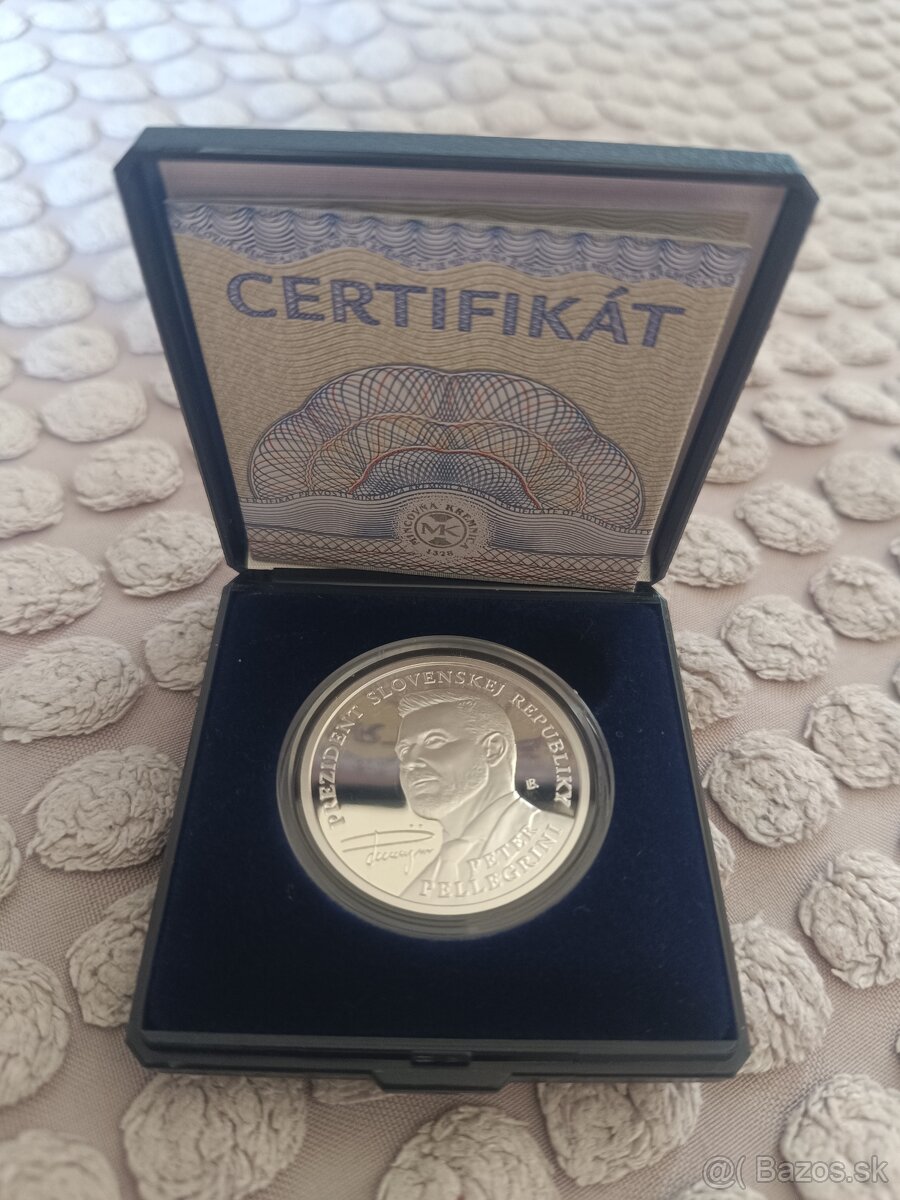 CERTIFIKÁT
MINCOVŇA KREMNICA
MK
1328
PREZIDENT SLOVENSKEJ REPUBLIKY
PETER
PELLEGRINI
@( Bazos.sk